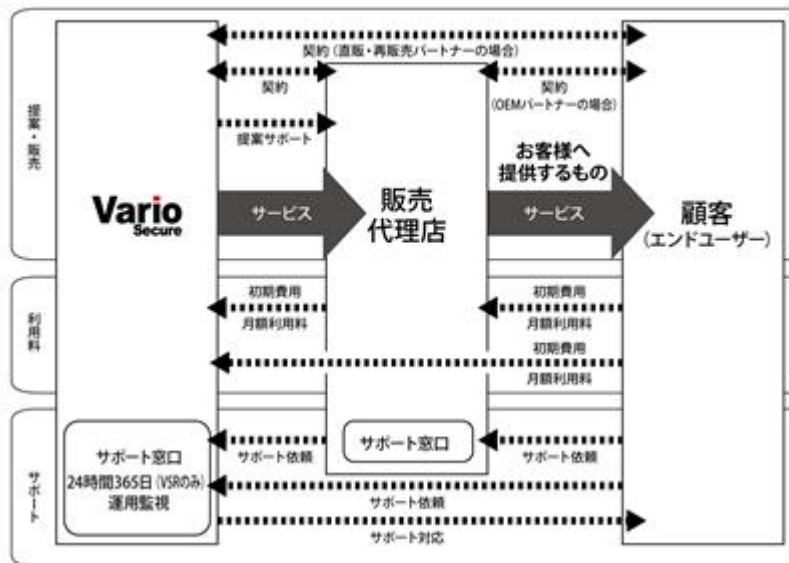 提案・販売
契約（直販・再販売パートナーの場合）
契約
契約
（OEMパートナーの場合）
提案サポート
お客様へ
提供するもの
Vario
Secure
サービス
販売
代理店
サービス
顧客
（エンドユーザー）
利用料
初期費用
月額利用料
初期費用
月額利用料
初期費用
月額利用料
サポート
サポート窓口
24時間365日（VSRのみ）
運用監視
サポート依頼
サポート窓口
サポート依頼
サポート依頼
サポート対応